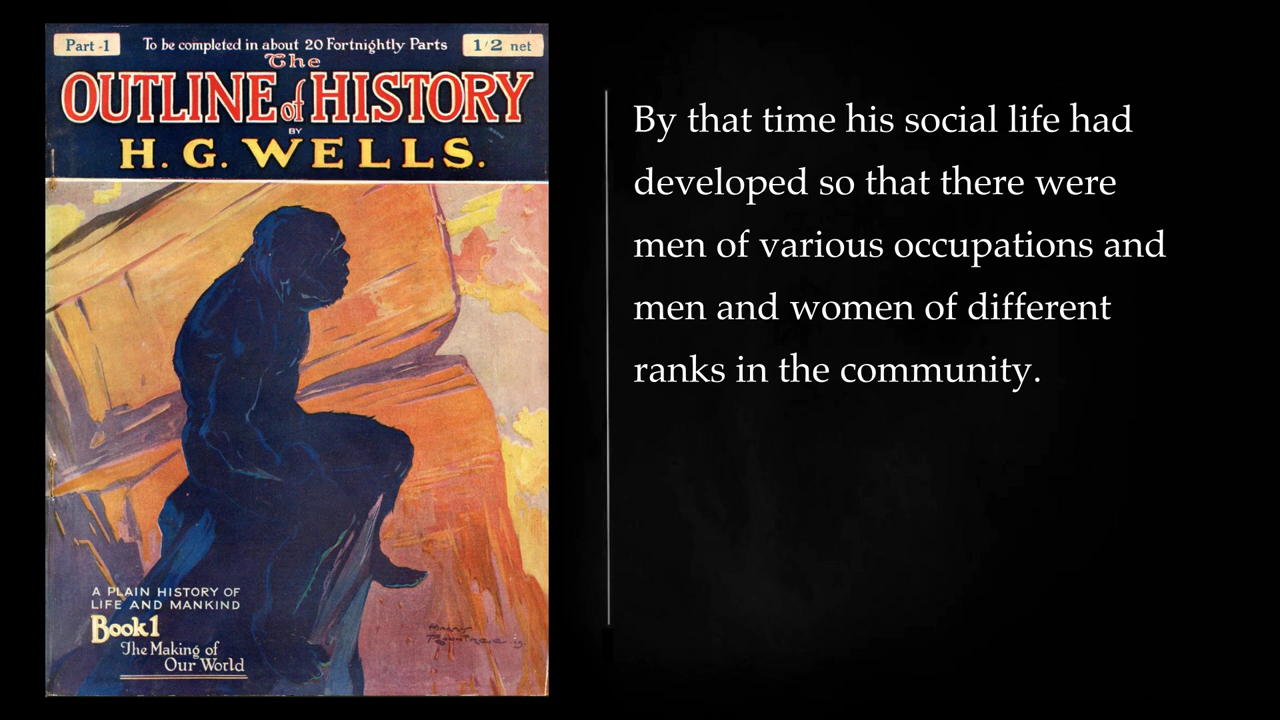 Part -1
To be completed in about 20 Fortnightly Parts
1/2 net
The
OUTLINE of HISTORY
BY
H. G. WELLS.
A PLAIN HISTORY OF
LIFE AND MANKIND
Book 1
The Making of
Our World
By that time his social life had
developed so that there were
men of various occupations and
men and women of different
ranks in the community.